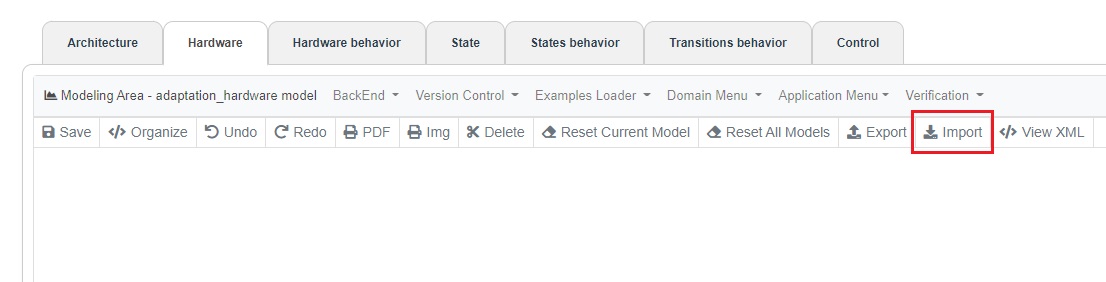 Architecture Hardware Hardware behavior State States behavior Transitions behavior Control
Modeling Area - adaptation_hardware model BackEnd Version Control Examples Loader Domain Menu Application Menu Verification
Save Organize Undo Redo PDF Img Delete Reset Current Model Reset All Models Export Import View XML